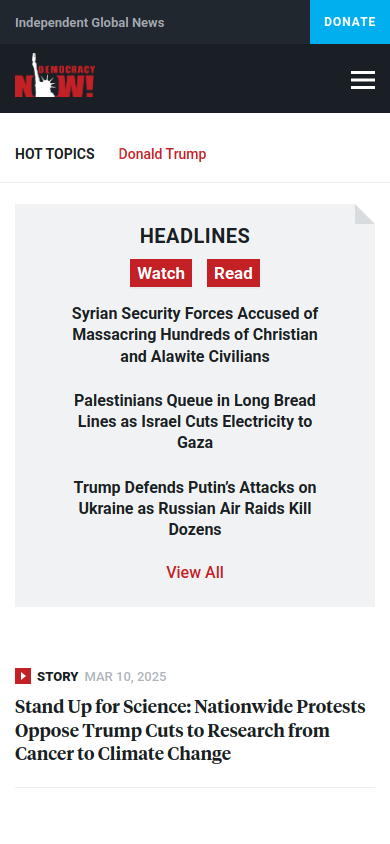 Independent Global News
DONATE
DEMOCRACY
NOW!
HOT TOPICS
Donald Trump
HEADLINES
Watch
Read
Syrian Security Forces Accused of
Massacring Hundreds of Christian
and Alawite Civilians
Palestinians Queue in Long Bread
Lines as Israel Cuts Electricity to
Gaza
Trump Defends Putin’s Attacks on
Ukraine as Russian Air Raids Kill
Dozens
View All
STORY MAR 10, 2025
Stand Up for Science: Nationwide Protests
Oppose Trump Cuts to Research from
Cancer to Climate Change